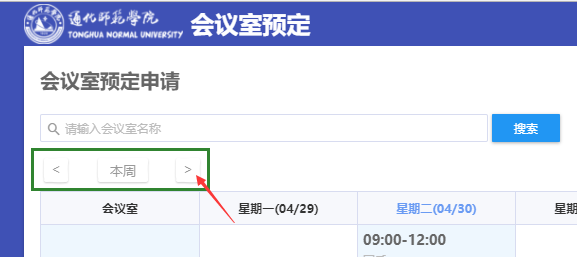 通化师范学院
TONGHUA NORMAL UNIVERSITY
会议室预定
会议室预定申请
请输入会议室名称
搜索
< 本周 >
会议室 星期一(04/29) 星期二(04/30) 星期
09:00-12:00